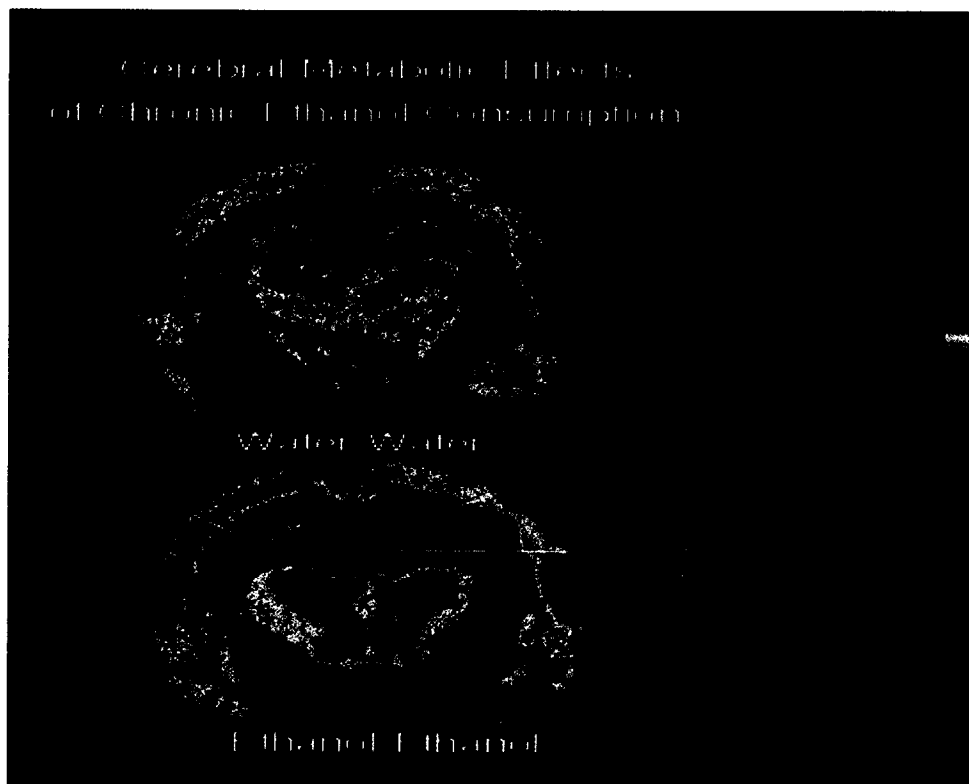 Cerebral Metabolic Effects
of Chronic Ethanol Consumption
Water Water
Ethanol Ethanol